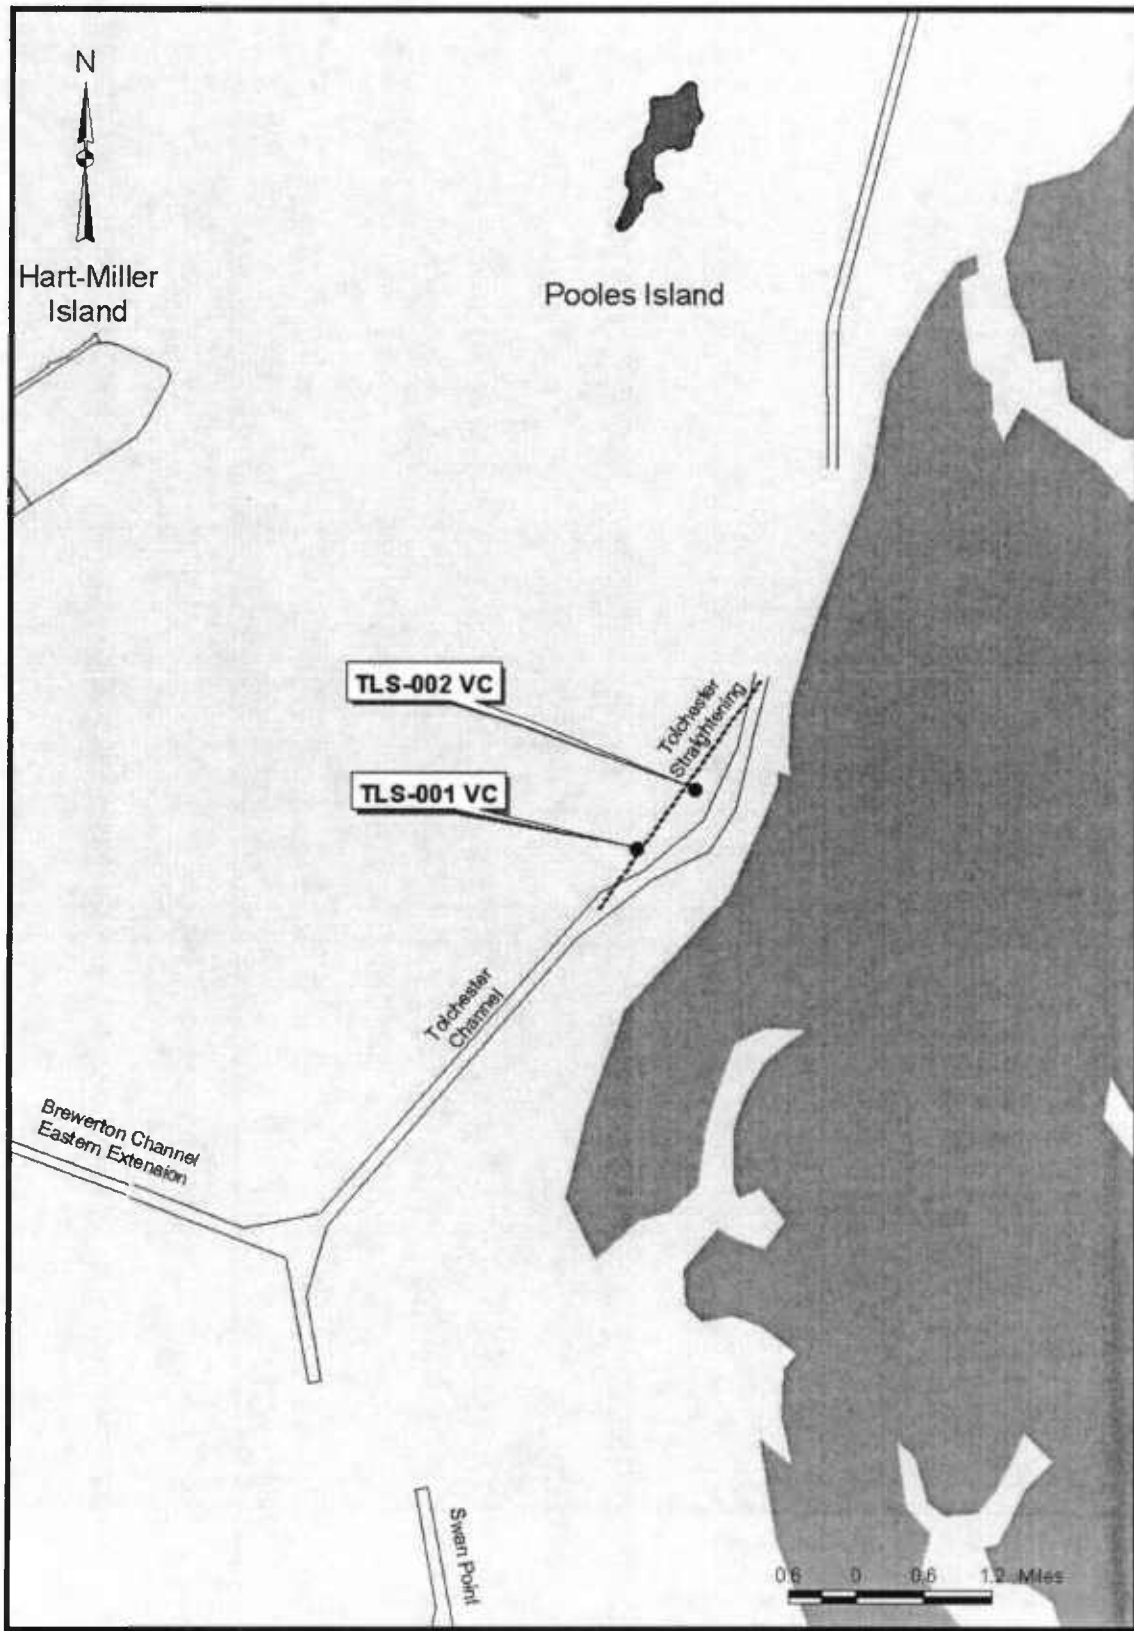 N
Hart-Miller
Island
Pooles Island
TLS-002 VC
Tolchester
Straightening
TLS-001 VC
Tolchester
Channel
Brewerton Channel
Eastern Extension
Swan Point
0.6 0 0.6 1.2 Miles